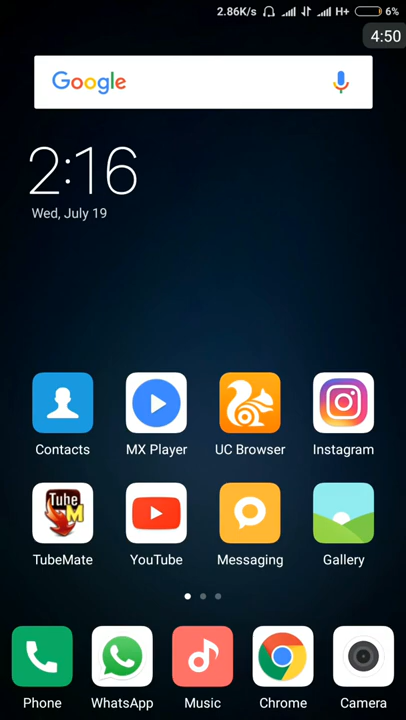 2.86K/s H+ 6%
4:50
Google
2:16
Wed, July 19
Contacts MX Player UC Browser Instagram
Tube
M
TubeMate YouTube Messaging Gallery
Phone WhatsApp Music Chrome Camera